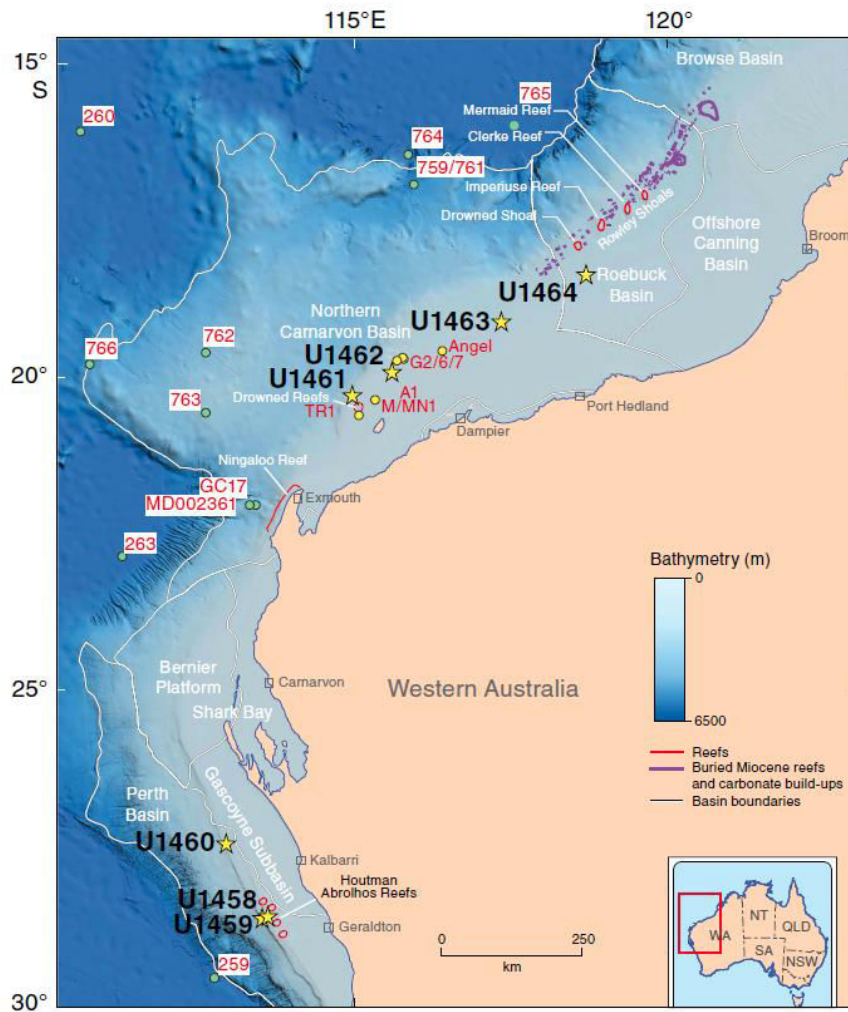 115°E
120°
15°
S
Browse Basin
765
Mermaid Reef
260
Clerke Reef
764
759/761
Imperiuse Reef
Drowned Shoal
Rowley Shoals
Offshore
Canning
Basin
Broom
Roebuck
Basin
U1464
Northern
Carnarvon Basin
U1463
762
Angel
U1462
G2/6/7
766
20°
U1461
A1
M/MN1
Drowned Reefs
TR1
763
Port Hedland
Dampier
Ningaloo Reef
GC17
MD002361
Exmouth
263
Bathymetry (m)
0
6500
Bernier
Platform
Carnarvon
25°
Western Australia
Shark Bay
Reefs
Buried Miocene reefs
and carbonate build-ups
Basin boundaries
Perth
Basin
Gascoyne Subbasin
U1460
Kalbarri
Houtman
Abrolhos Reefs
U1458
U1459
Geraldton
0
250
km
259
30°
WA
NT
QLD
SA
NSW